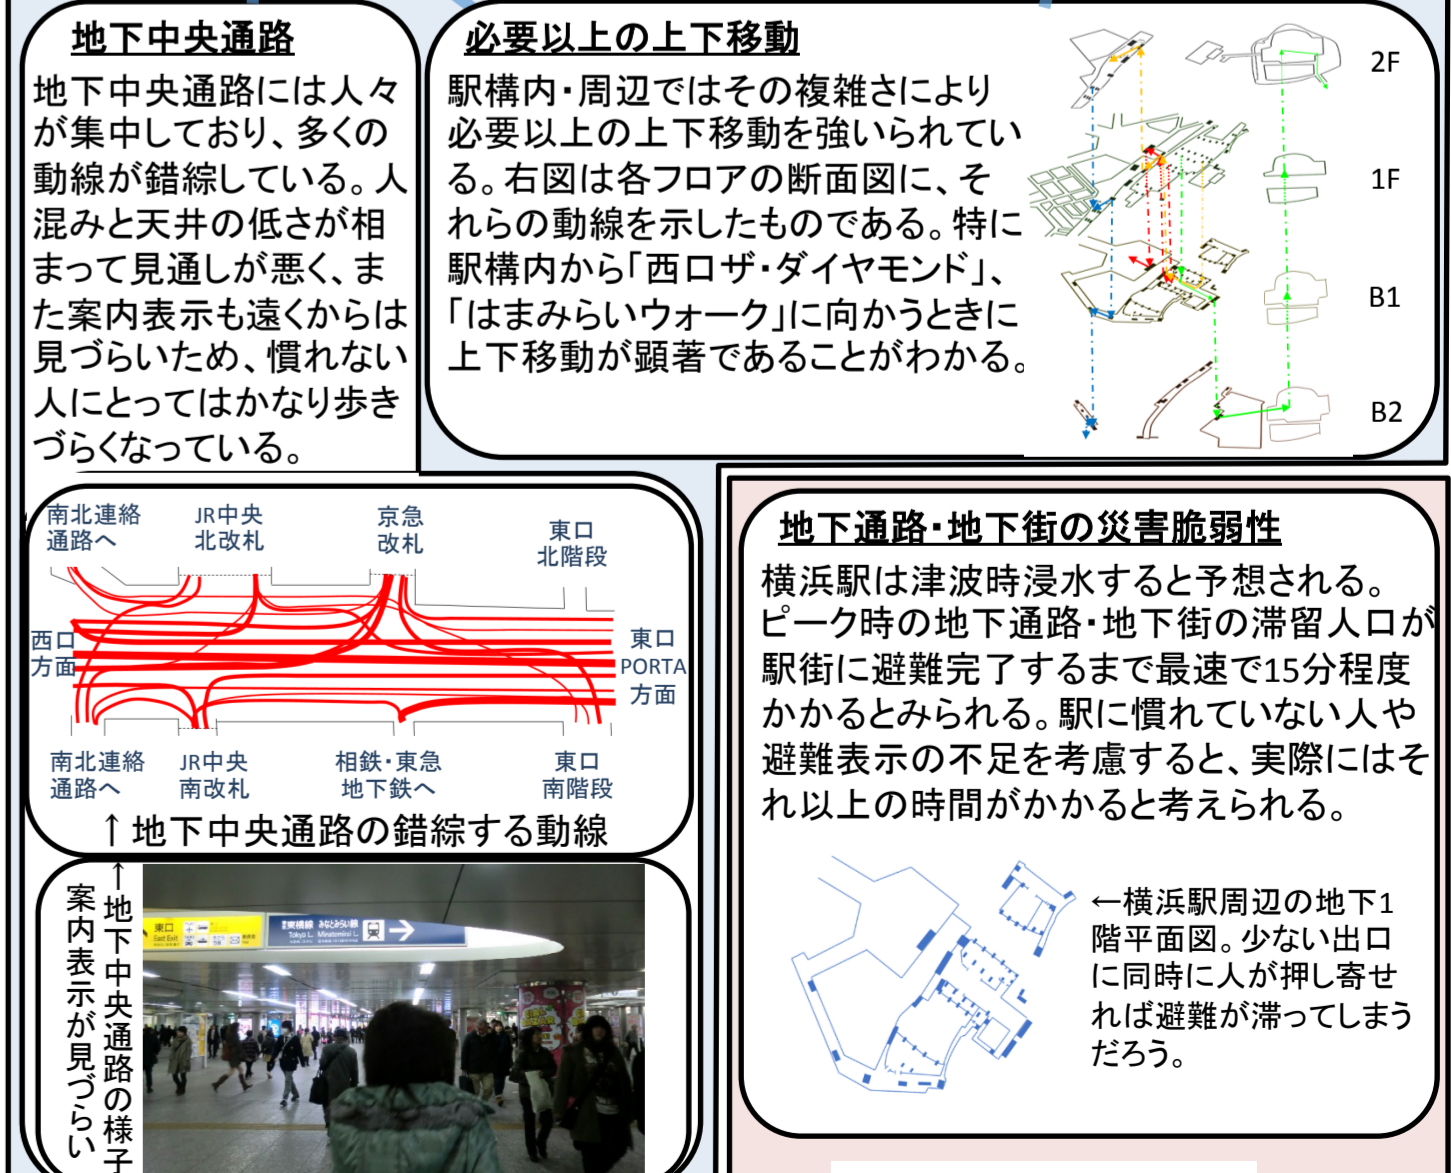 地下中央通路
地下中央通路には人々
が集中しており、多くの
動線が錯綜している。人
混みと天井の低さが相
まって見通しが悪く、ま
た案内表示も遠くからは
見づらいため、慣れない
人にとってはかなり歩き
づらくなっている。
必要以上の上下移動
駅構内・周辺ではその複雑さにより
必要以上の上下移動を強いられてい
る。右図は各フロアの断面図に、そ
れらの動線を示したものである。特に
駅構内から「西口ザ・ダイヤモンド」、
「はまみらいウォーク」に向かうときに
上下移動が顕著であることがわかる。
2F
1F
B1
B2
南北連絡
通路へ
JR中央
北改札
京急
改札
東口
北階段
西口
方面
東口
PORTA
方面
南北連絡
通路へ
JR中央
南改札
相鉄・東急
地下鉄へ
東口
南階段
↑地下中央通路の錯綜する動線
↑地下中央通路の様子
案内表示が見づらい
東口
East Exit
東横線 みなとみらい線
Tokyu L. Minatomirai L.
地下通路・地下街の災害脆弱性
横浜駅は津波時浸水すると予想される。
ピーク時の地下通路・地下街の滞留人口が
駅街に避難完了するまで最速で15分程度
かかるとみられる。駅に慣れていない人や
避難表示の不足を考慮すると、実際にはそ
れ以上の時間がかかると考えられる。
←横浜駅周辺の地下1
階平面図。少ない出口
に同時に人が押し寄せ
れば避難が滞ってしまう
だろう。